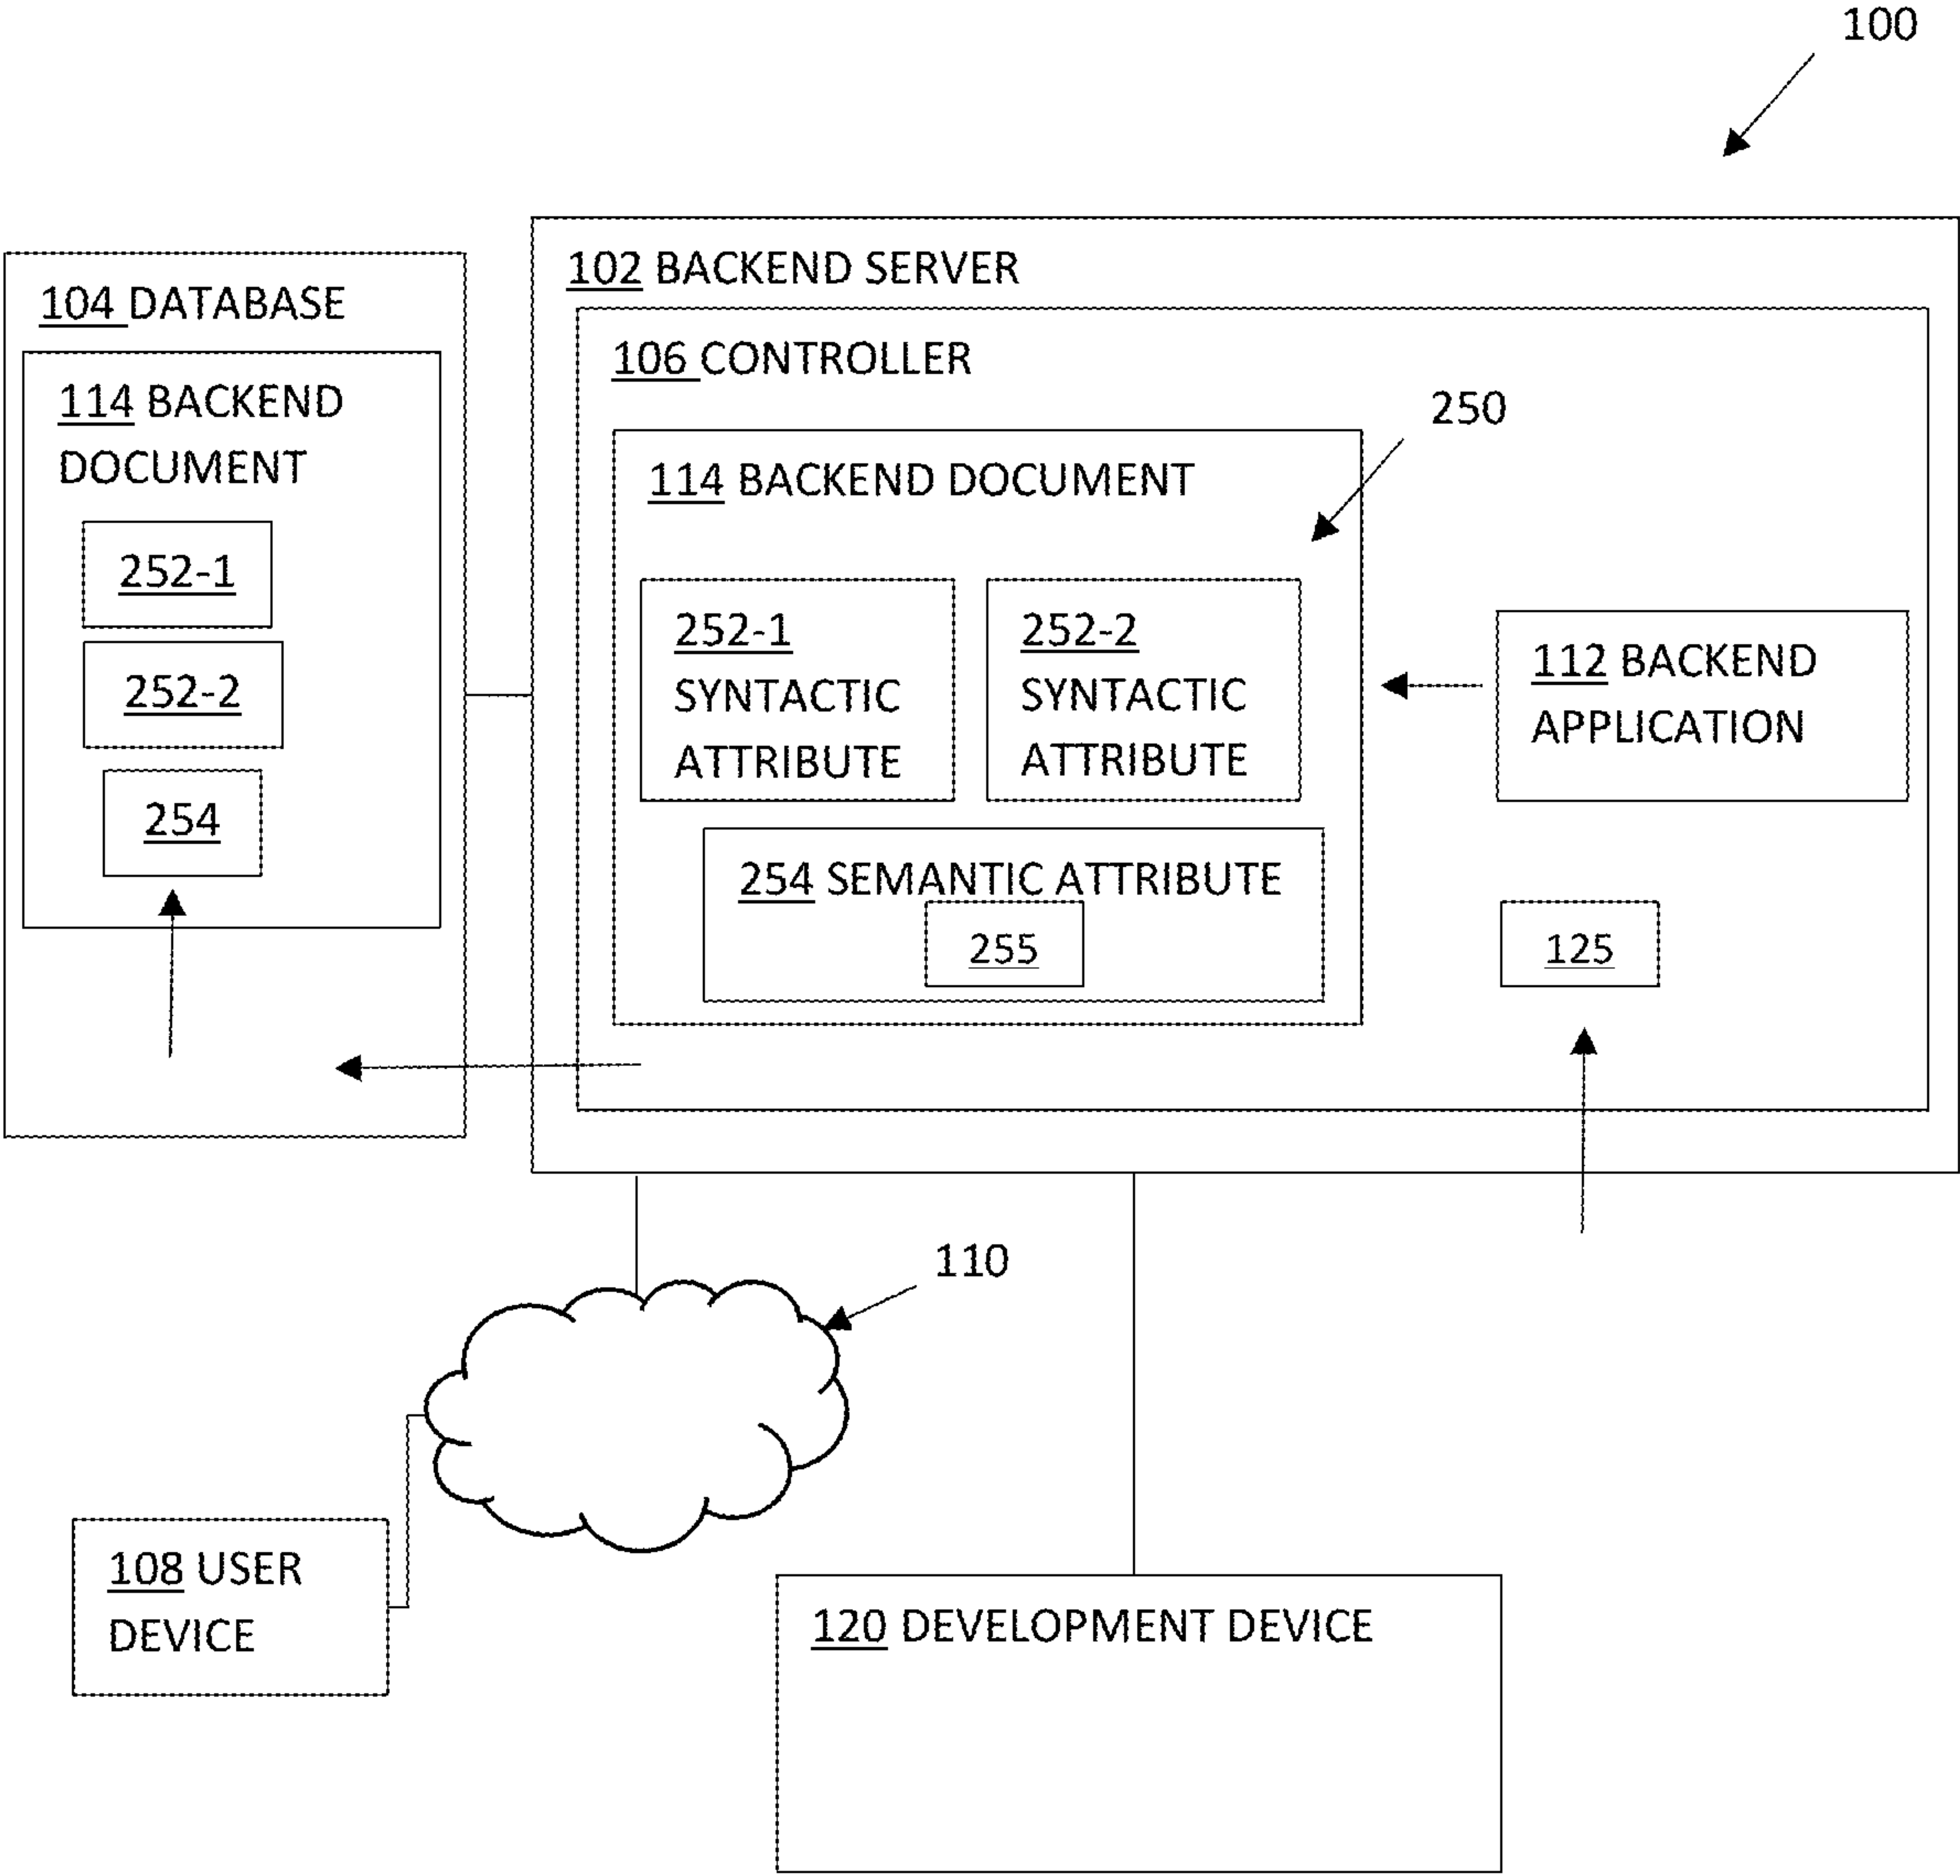 100
102 BACKEND SERVER
104 DATABASE
106 CONTROLLER
114 BACKEND
DOCUMENT
250
114 BACKEND DOCUMENT
252-1
252-2
254
252-1
SYNTACTIC
ATTRIBUTE
252-2
SYNTACTIC
ATTRIBUTE
112 BACKEND
APPLICATION
254 SEMANTIC ATTRIBUTE
255
125
110
108 USER
DEVICE
120 DEVELOPMENT DEVICE